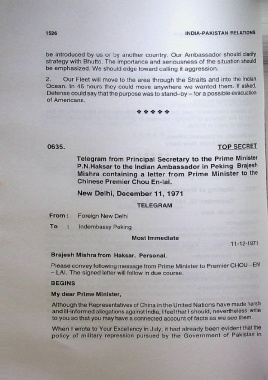 1526 INDIA-PAKISTAN RELATIONS
be introduced by us or by another country. Our Ambassador should clarify
strategy with Bhutto. The importance and seriousness of the situation should
be emphasized. We should edge toward calling it aggression.
2. Our Fleet will move to the area through the Straits and into the Indian
Ocean. In 45 hours they could move anywhere we wanted them. If asked,
Defense could say that the purpose was to stand–by – for a possible evacuation
of Americans.
* * * * *
0635. TOP SECRET
Telegram from Principal Secretary to the Prime Minister
P.N.Haksar to the Indian Ambassador in Peking Brajesh
Mishra containing a letter from Prime Minister to the
Chinese Premier Chou En-lai.
New Delhi, December 11, 1971
TELEGRAM
From : Foreign New Delhi
To : Indembassy Peking
Most Immediate
11-12-1971
Brajesh Mishra from Haksar. Personal.
Please convey following message from Prime Minister to Premier CHOU –EN
– LAI. The signed letter will follow in due course.
BEGINS
My dear Prime Minister,
Although the Representatives of China in the United Nations have made harsh
and ill-informed allegations against India, I feel that I should, nevertheless write
to you so that you may have a connected account of facts as we see them.
When I wrote to Your Excellency in July, it had already been evident that the
policy of military repression pursued by the Government of Pakistan in